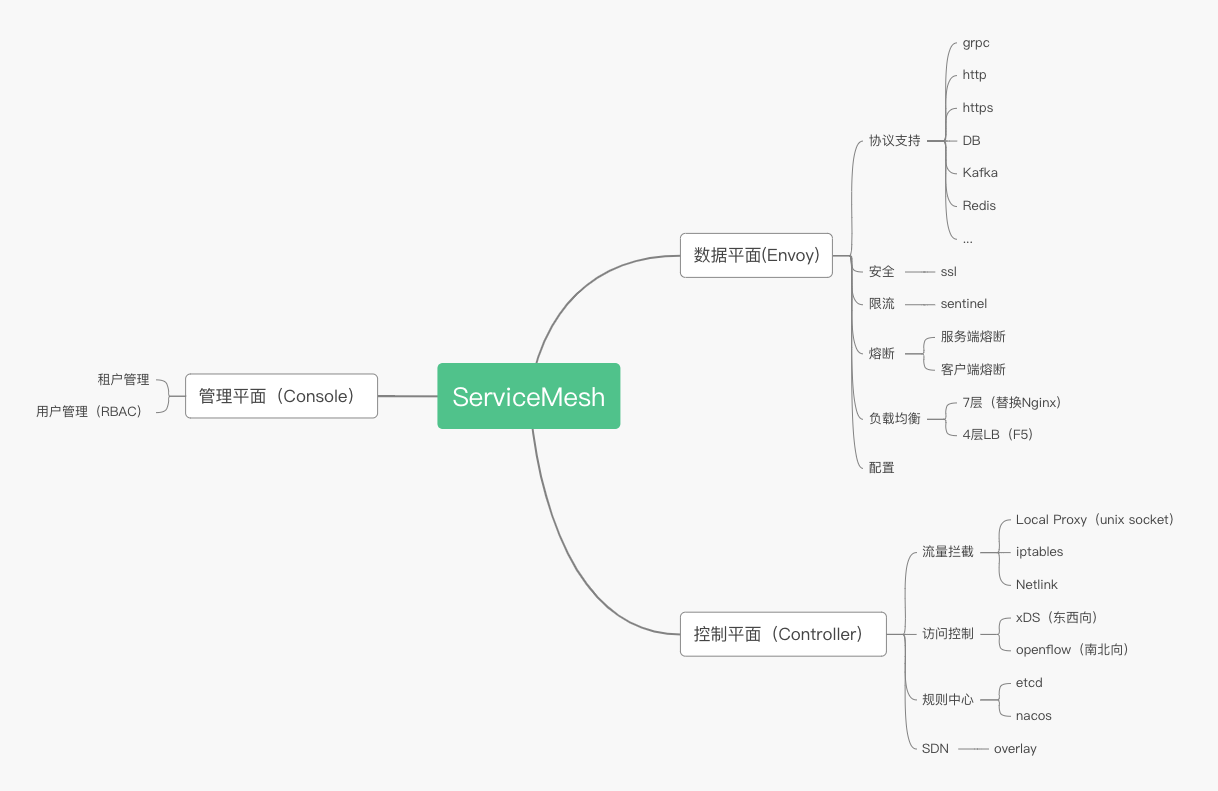 ServiceMesh
数据平面(Envoy)
协议支持
grpc
http
https
DB
Kafka
Redis
...
安全
ssl
限流
sentinel
熔断
服务端熔断
客户端熔断
负载均衡
7层（替换Nginx）
4层LB（F5）
配置
控制平面（Controller）
流量拦截
Local Proxy（unix socket）
iptables
Netlink
访问控制
xDS（东西向）
openflow（南北向）
规则中心
etcd
nacos
SDN
overlay
管理平面（Console）
租户管理
用户管理（RBAC）